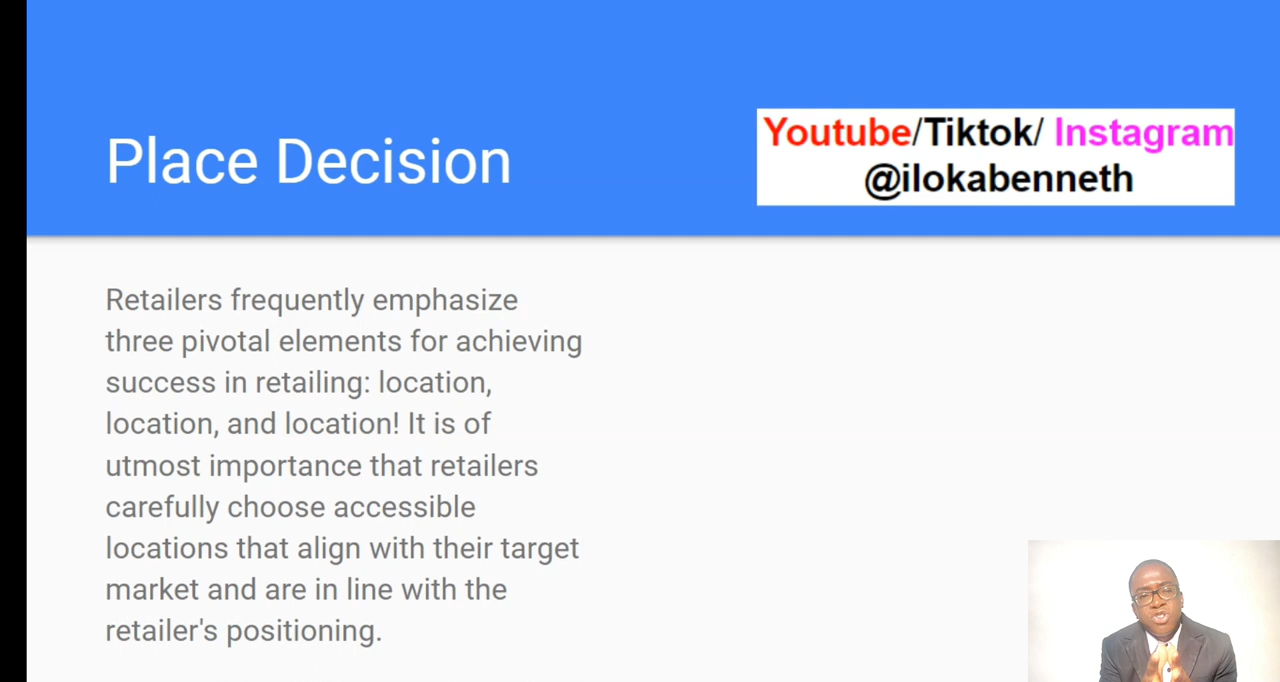 Place Decision
Youtube/Tiktok/ Instagram
@ilokabenneth
Retailers frequently emphasize
three pivotal elements for achieving
success in retailing: location,
location, and location! It is of
utmost importance that retailers
carefully choose accessible
locations that align with their target
market and are in line with the
retailer's positioning.